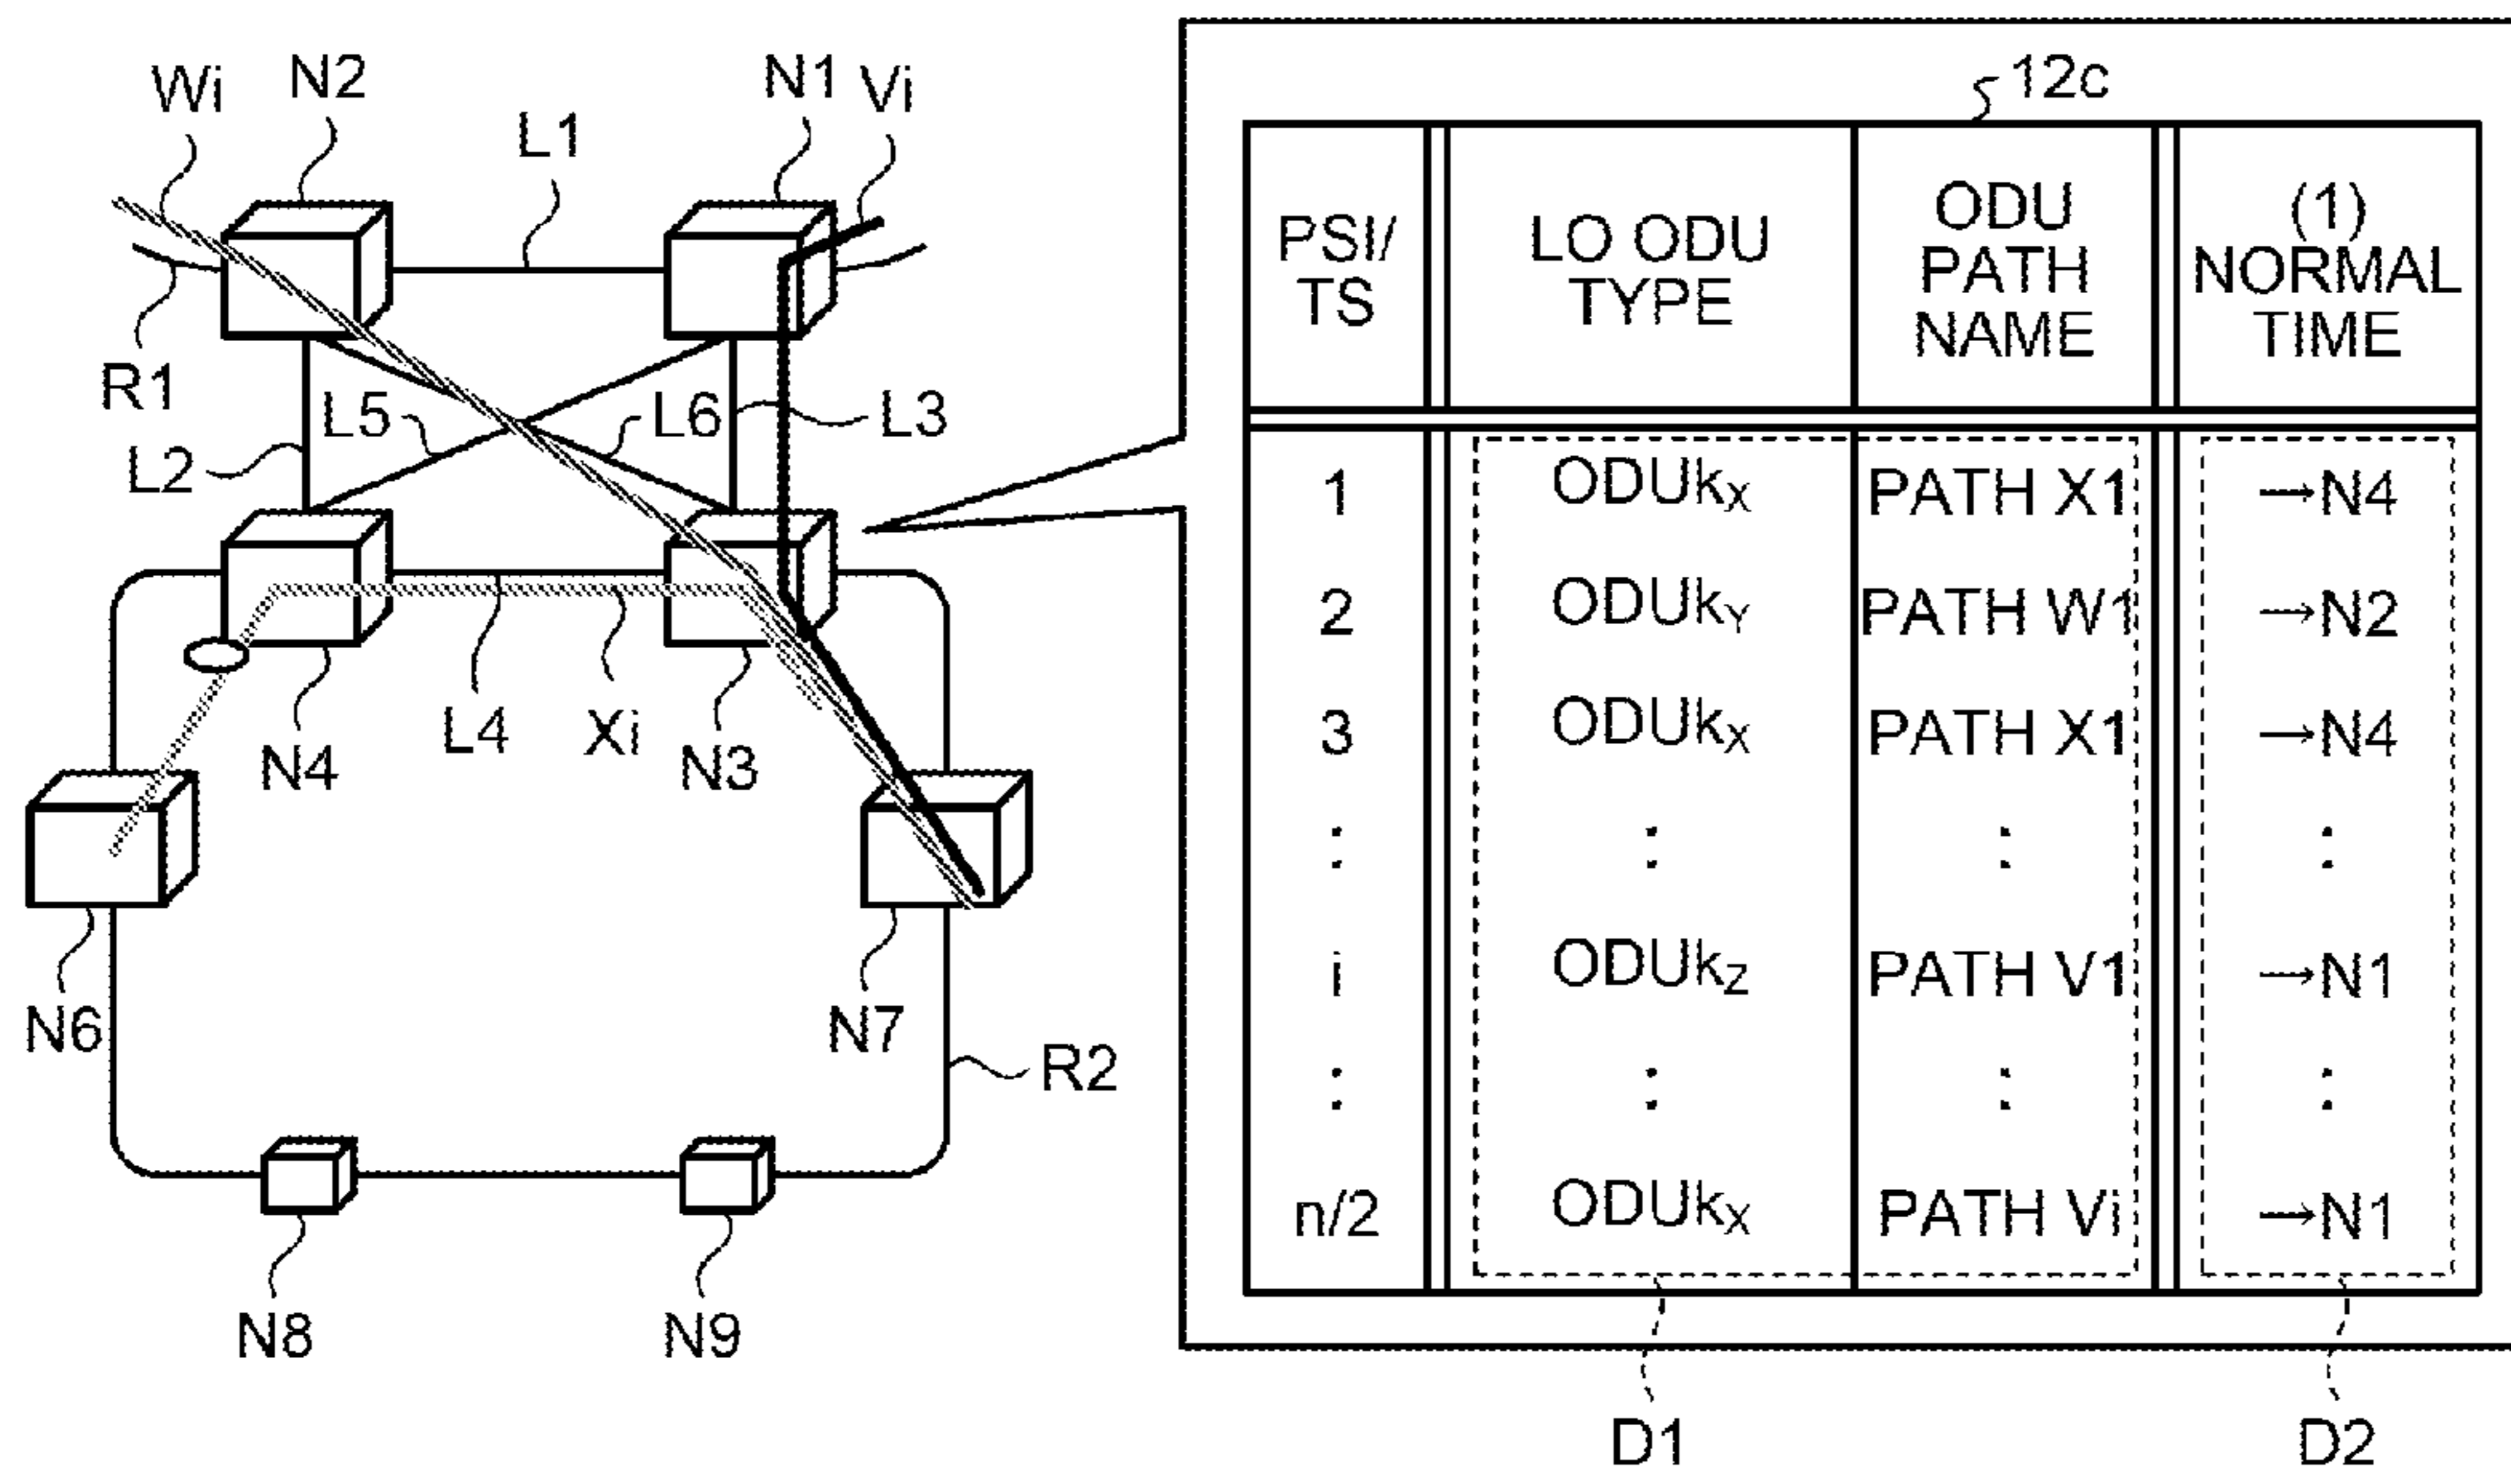 Wi
N2
N1
Vi
L1
R1
L5
L6
L3
L2
N4
L4
Xi
N3
N6
N7
R2
N8
N9
12c
PSI/
TS
LO ODU
TYPE
ODU
PATH
NAME
(1)
NORMAL
TIME
1 ODUkX PATH X1 →N4
2 ODUkY PATH W1 →N2
3 ODUkX PATH X1 →N4
: : : :
i ODUkZ PATH V1 →N1
: : : :
n/2 ODUkX PATH Vi →N1
D1
D2